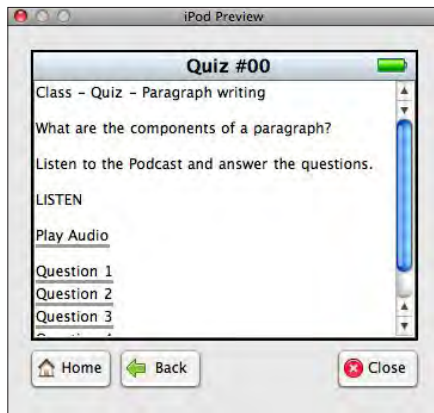 iPod Preview
Quiz #00
Class - Quiz - Paragraph writing
What are the components of a paragraph?
Listen to the Podcast and answer the questions.
LISTEN
Play Audio
Question 1
Question 2
Question 3
Home Back Close